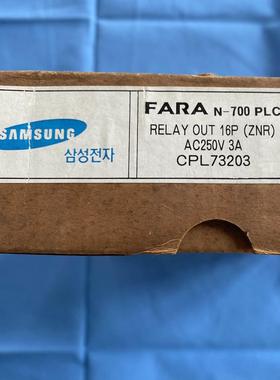 SAMSUNG
삼성전자
FARA N-700 PLC
RELAY OUT 16P (ZNR)
AC250V 3A
CPL73203